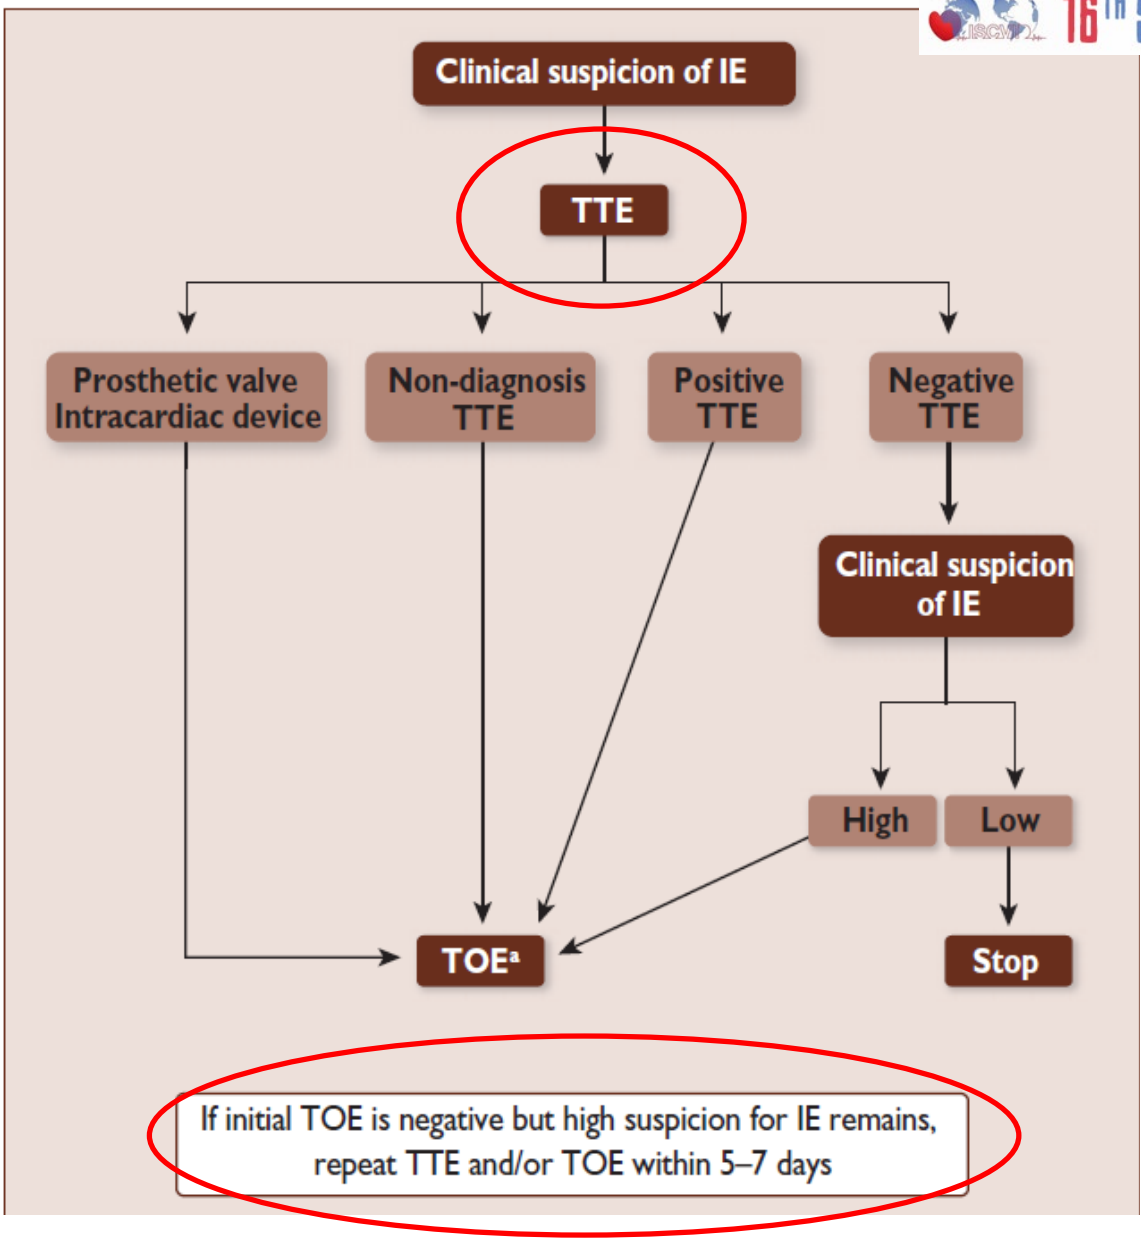 ISCMP
16TH
Clinical suspicion of IE
TTE
Prosthetic valve
Intracardiac device
Non-diagnosis
TTE
Positive
TTE
Negative
TTE
Clinical suspicion
of IE
High
Low
TOEa
Stop
If initial TOE is negative but high suspicion for IE remains,
repeat TTE and/or TOE within 5–7 days